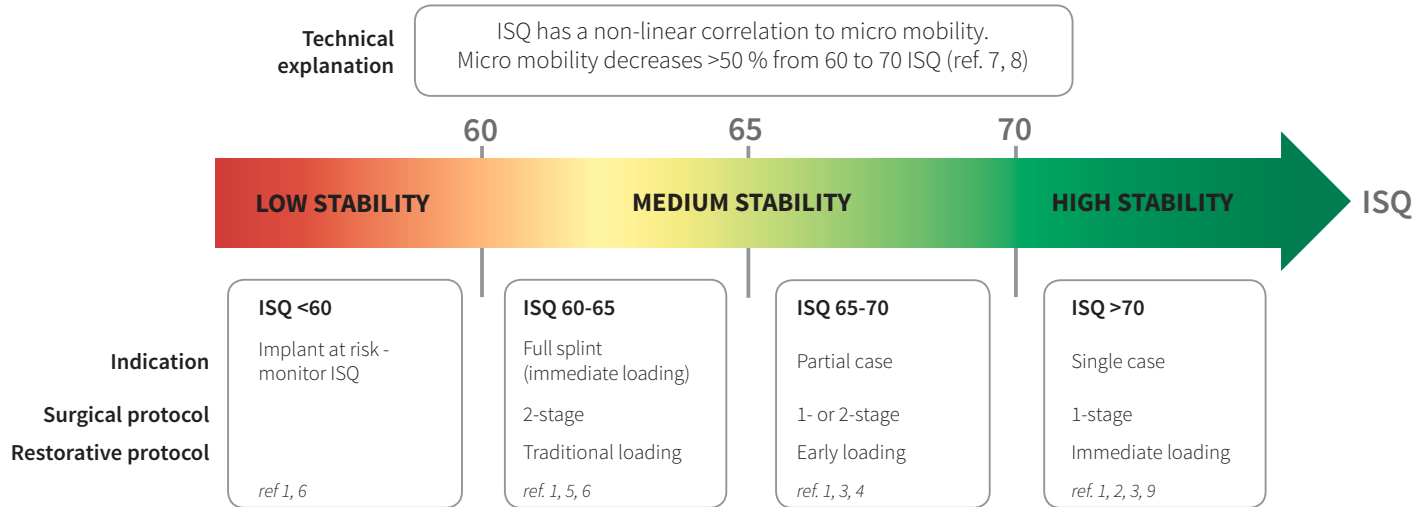 Technical
explanation
ISQ has a non-linear correlation to micro mobility.
Micro mobility decreases >50 % from 60 to 70 ISQ (ref. 7, 8)
60
65
70
LOW STABILITY
MEDIUM STABILITY
HIGH STABILITY
ISQ
ISQ <60
ISQ 60-65
ISQ 65-70
ISQ >70
Indication
Implant at risk -
monitor ISQ
Full splint
(immediate loading)
Partial case
Single case
Surgical protocol
2-stage
1- or 2-stage
1-stage
Restorative protocol
Traditional loading
Early loading
Immediate loading
ref 1, 6
ref. 1, 5, 6
ref. 1, 3, 4
ref. 1, 2, 3, 9